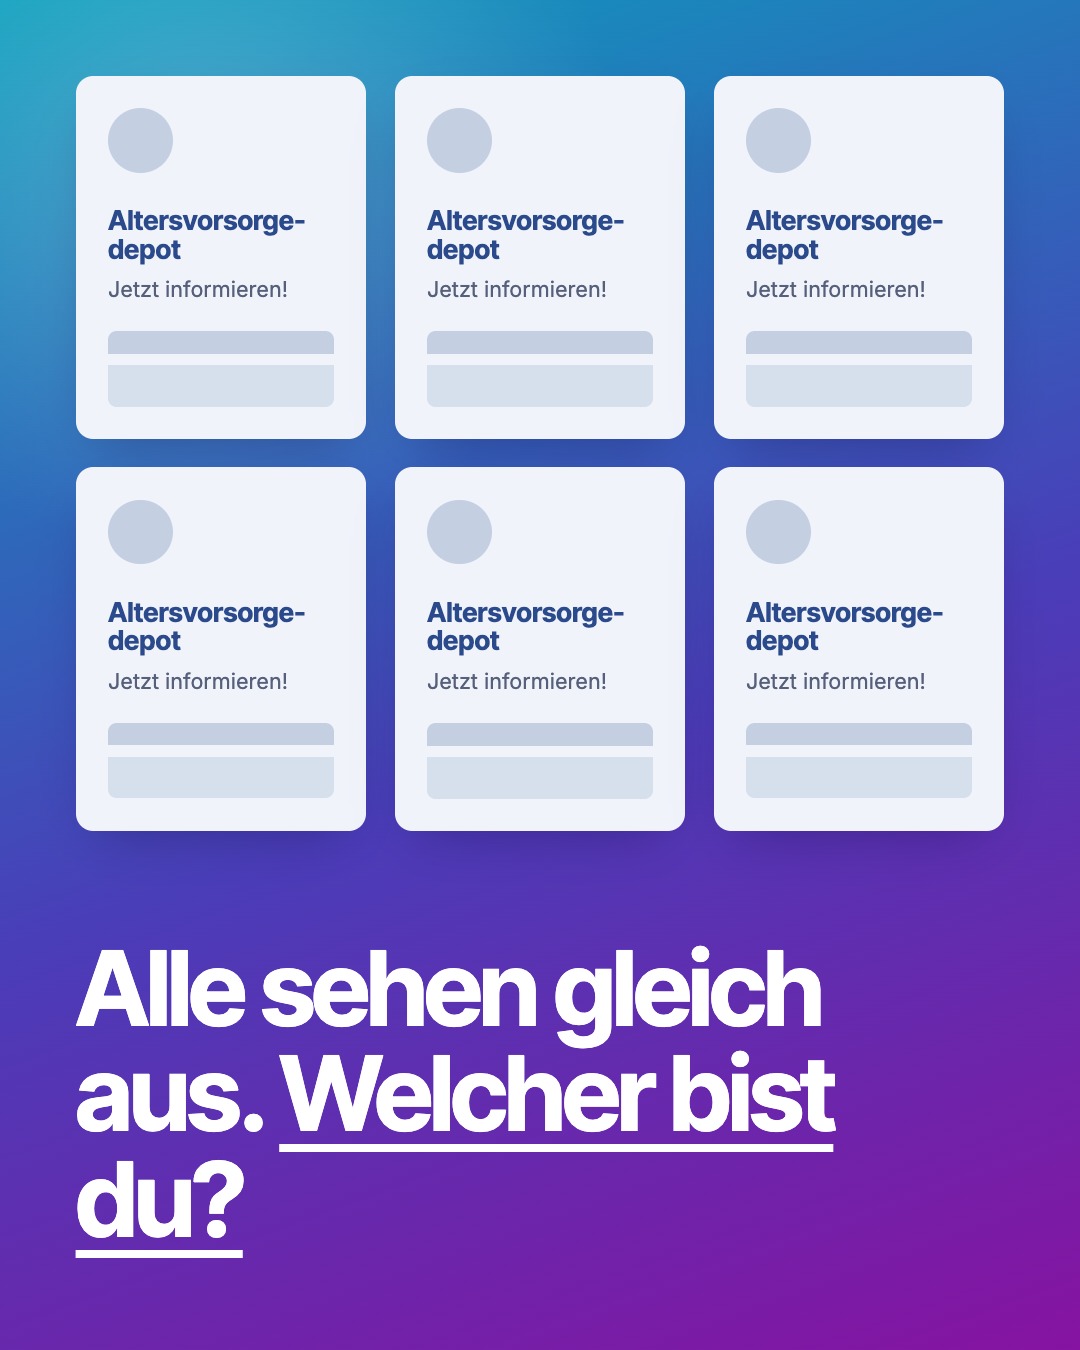 Altersvorsorge-
depot
Jetzt informieren!
Altersvorsorge-
depot
Jetzt informieren!
Altersvorsorge-
depot
Jetzt informieren!
Altersvorsorge-
depot
Jetzt informieren!
Altersvorsorge-
depot
Jetzt informieren!
Altersvorsorge-
depot
Jetzt informieren!
Alle sehen gleich
aus. Welcher bist
du?